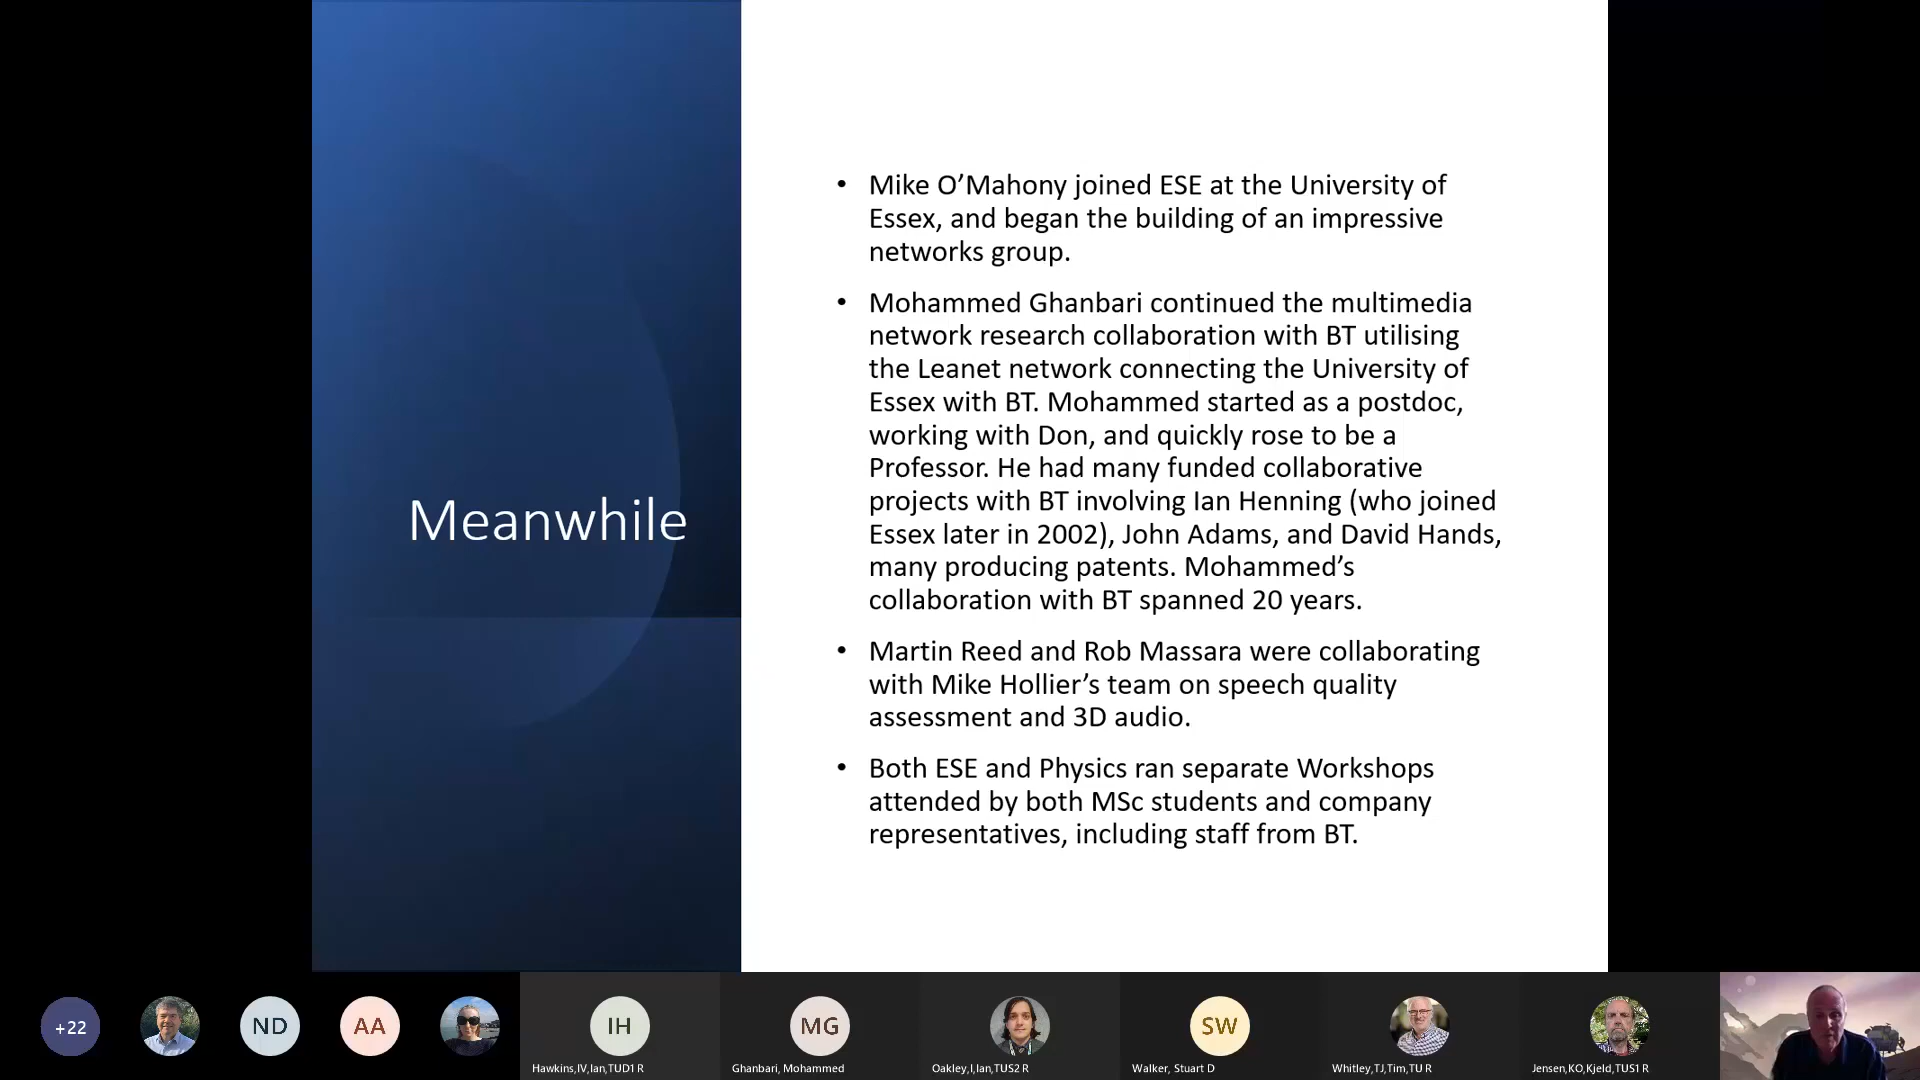 Meanwhile
• Mike O’Mahony joined ESE at the University of
Essex, and began the building of an impressive
networks group.
• Mohammed Ghanbari continued the multimedia
network research collaboration with BT utilising
the Leanet network connecting the University of
Essex with BT. Mohammed started as a postdoc,
working with Don, and quickly rose to be a
Professor. He had many funded collaborative
projects with BT involving Ian Henning (who joined
Essex later in 2002), John Adams, and David Hands,
many producing patents. Mohammed’s
collaboration with BT spanned 20 years.
• Martin Reed and Rob Massara were collaborating
with Mike Hollier’s team on speech quality
assessment and 3D audio.
• Both ESE and Physics ran separate Workshops
attended by both MSc students and company
representatives, including staff from BT.
+22
ND
AA
IH
MG
SW
Hawkins,IV,Ian,TUD1 R
Ghanbari, Mohammed
Oakley,I,Ian,TUS2 R
Walker, Stuart D
Whitley,TJ,Tim,TU R
Jensen,KO,Kjeld,TUS1 R